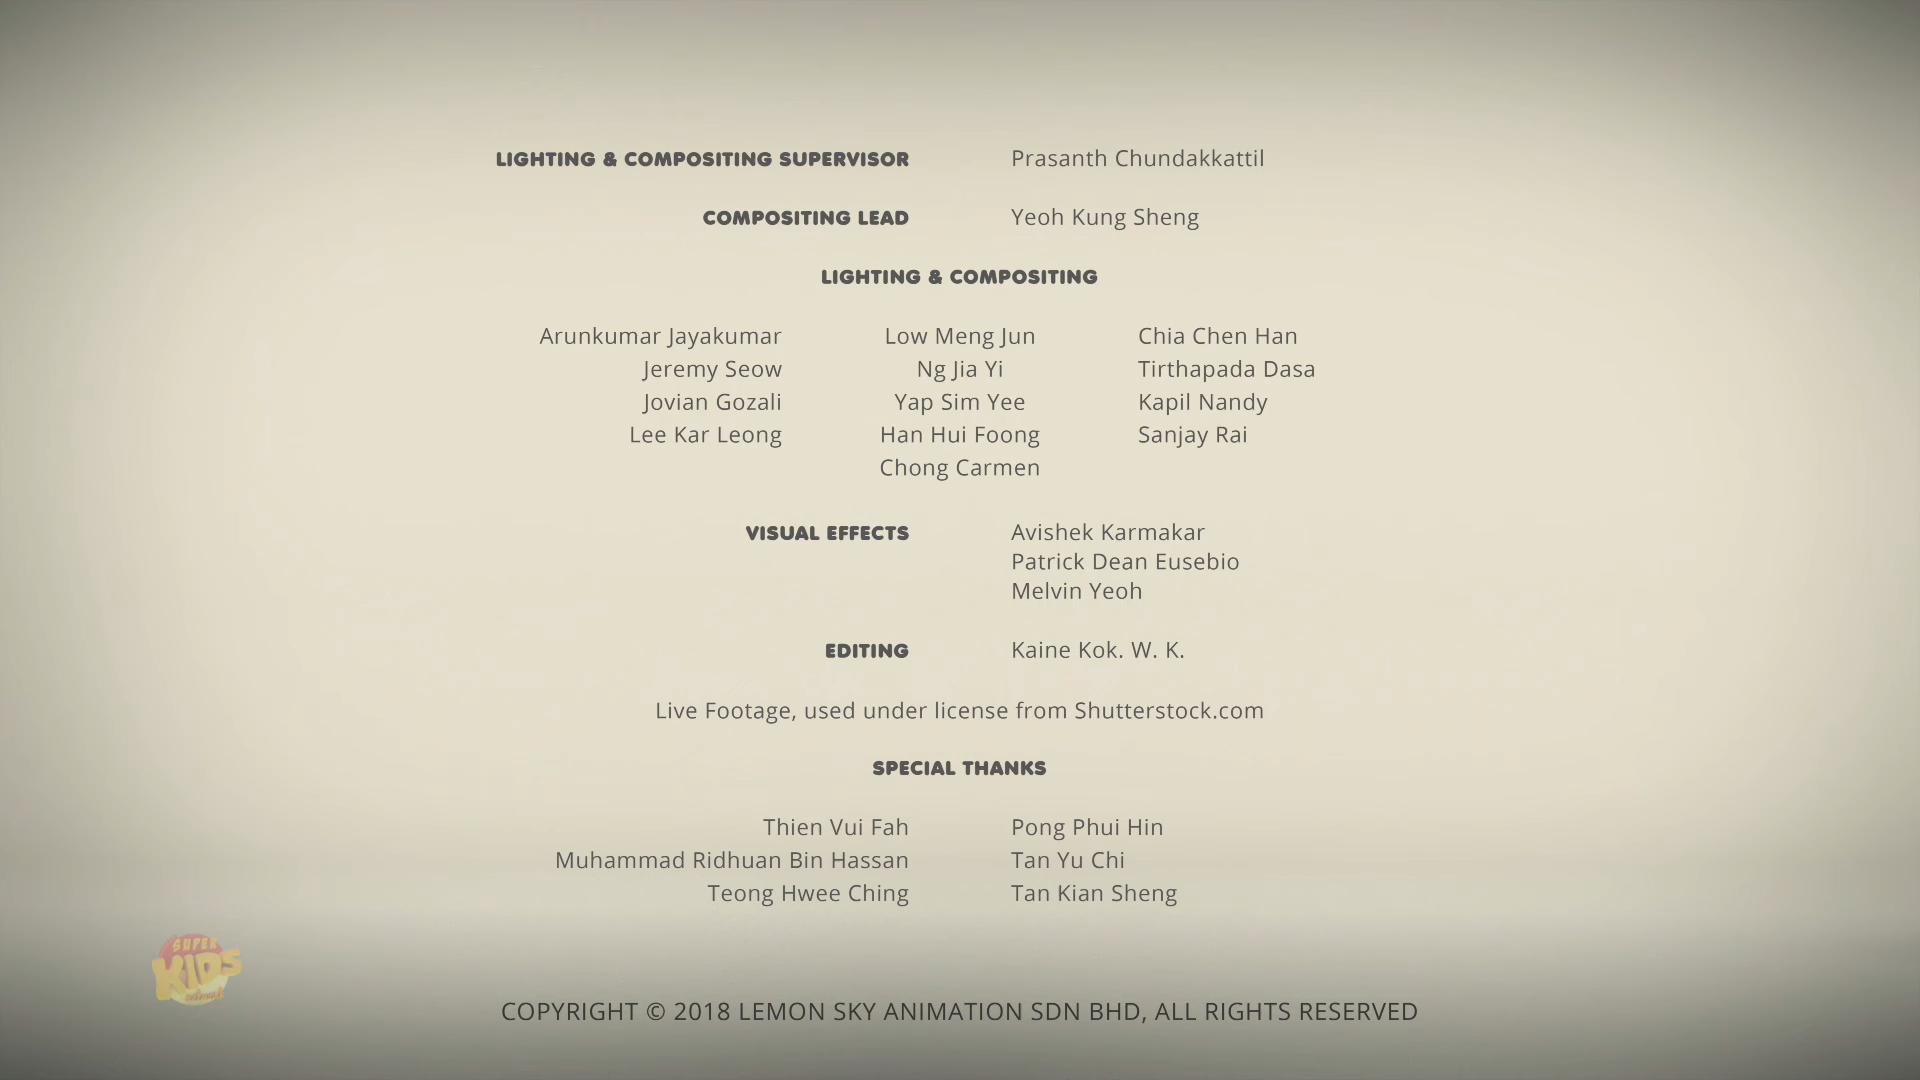 LIGHTING & COMPOSITING SUPERVISOR Prasanth Chundakkattil
COMPOSITING LEAD Yeoh Kung Sheng
LIGHTING & COMPOSITING
Arunkumar Jayakumar Low Meng Jun Chia Chen Han
Jeremy Seow Ng Jia Yi Tirthapada Dasa
Jovian Gozali Yap Sim Yee Kapil Nandy
Lee Kar Leong Han Hui Foong Sanjay Rai
Chong Carmen
VISUAL EFFECTS Avishek Karmakar
Patrick Dean Eusebio
Melvin Yeoh
EDITING Kaine Kok. W. K.
Live Footage, used under license from Shutterstock.com
SPECIAL THANKS
Thien Vui Fah Pong Phui Hin
Muhammad Ridhuan Bin Hassan Tan Yu Chi
Teong Hwee Ching Tan Kian Sheng
SUPER
KIDS
COPYRIGHT © 2018 LEMON SKY ANIMATION SDN BHD, ALL RIGHTS RESERVED